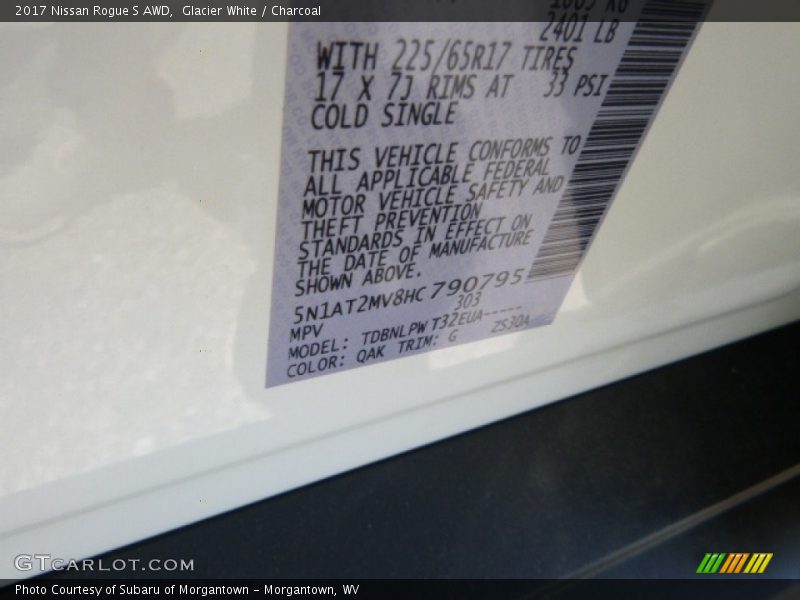 2017 Nissan Rogue S AWD, Glacier White / Charcoal
2401 LB
WITH 225/65R17 TIRES
17 X 7J RIMS AT 33 PSI
COLD SINGLE
THIS VEHICLE CONFORMS TO
ALL APPLICABLE FEDERAL
MOTOR VEHICLE SAFETY AND
THEFT PREVENTION
STANDARDS IN EFFECT ON
THE DATE OF MANUFACTURE
SHOWN ABOVE.
5N1AT2MV8HC790795
MPV 303
MODEL: TDBNLPWT32EUA-----
COLOR: QAK TRIM: G ZS30A
GTCARLOT.COM
Photo Courtesy of Subaru of Morgantown - Morgantown, WV